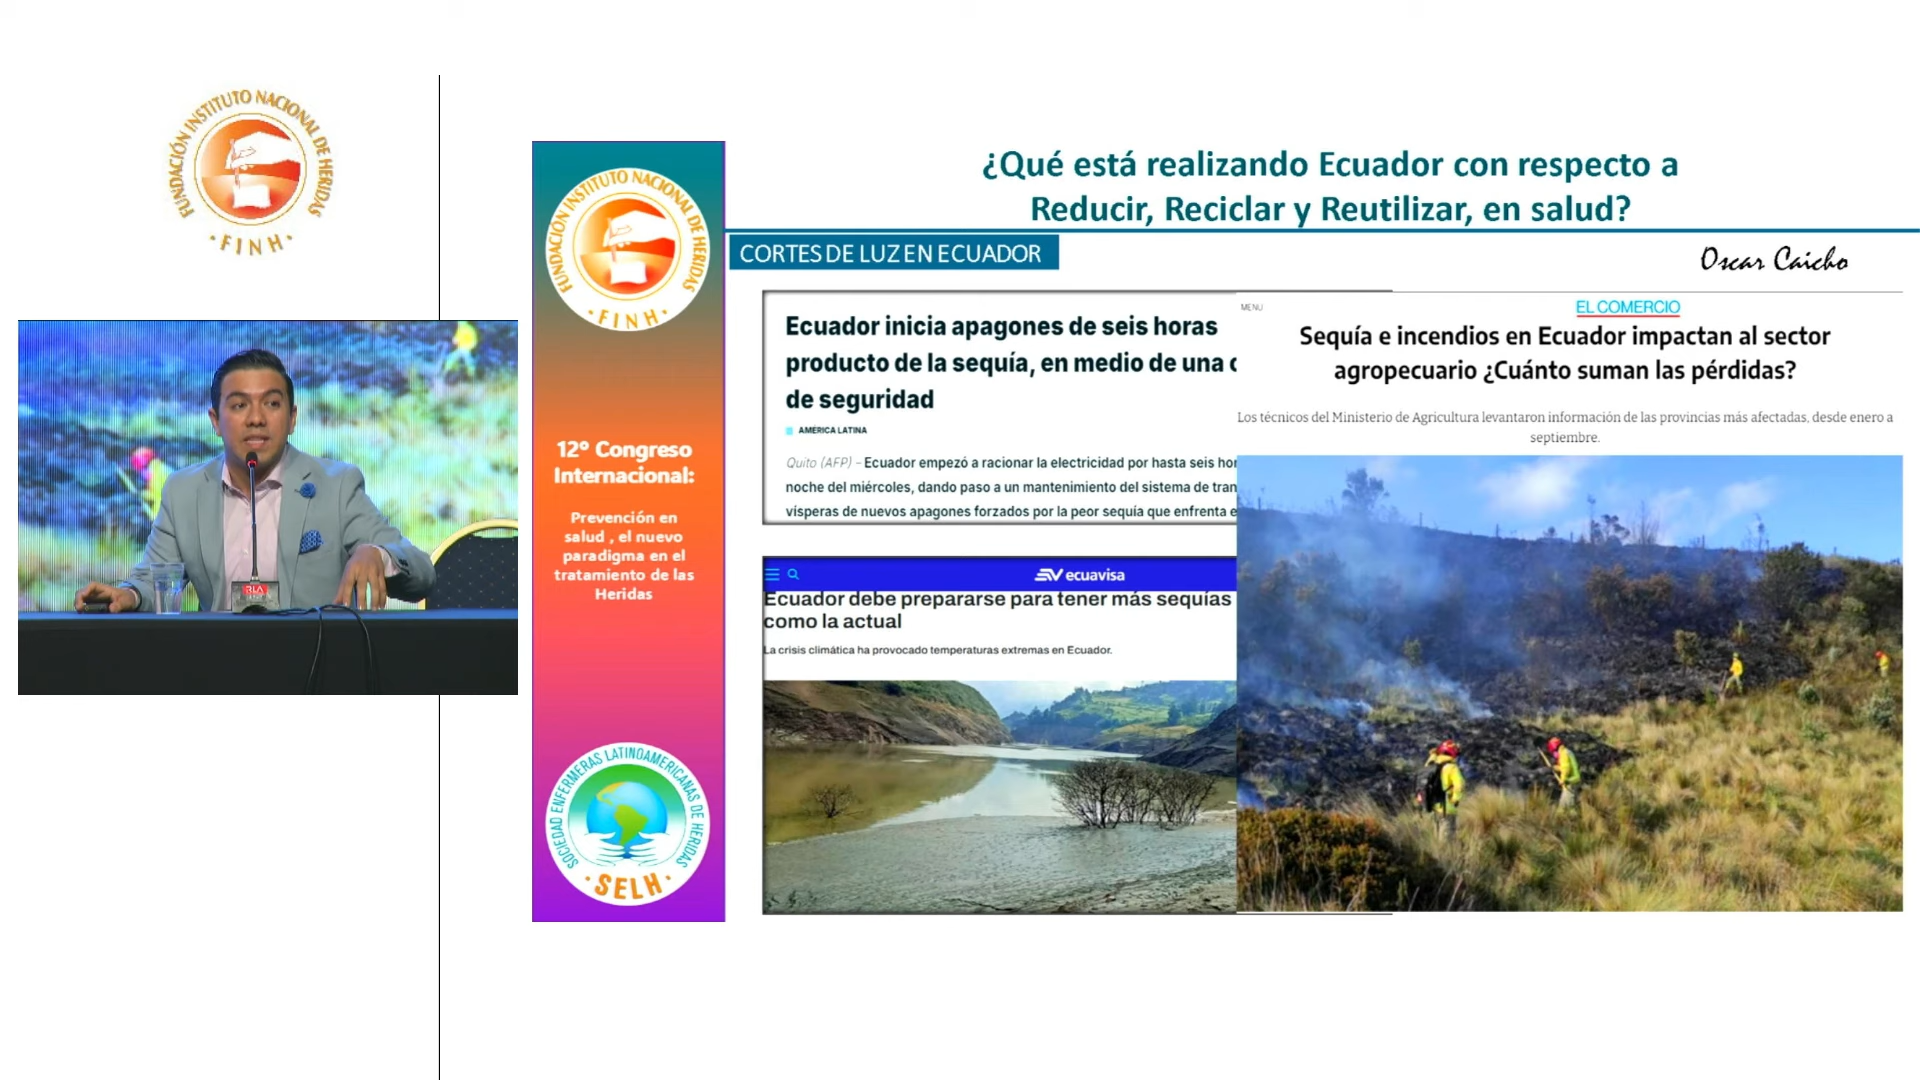 FUNDACIÓN INSTITUTO NACIONAL DE HERIDAS
· FINH ·
¿Qué está realizando Ecuador con respecto a
Reducir, Reciclar y Reutilizar, en salud?
FUNDACIÓN INSTITUTO NACIONAL DE HERIDAS
· FINH ·
CORTES DE LUZ EN ECUADOR
Oscar Caicho
Ecuador inicia apagones de seis horas
producto de la sequía, en medio de una
de seguridad
AMÉRICA LATINA
Quito (AFP) – Ecuador empezó a racionar la electricidad por hasta seis
noche del miércoles, dando paso a un mantenimiento del sistema de
vísperas de nuevos apagones forzados por la peor sequía que enfrenta
MENU
EL COMERCIO
Sequía e incendios en Ecuador impactan al sector
agropecuario ¿Cuánto suman las pérdidas?
Los técnicos del Ministerio de Agricultura levantaron información de las provincias más afectadas, desde enero a
septiembre.
12º Congreso
Internacional:
Prevención en
salud , el nuevo
paradigma en el
tratamiento de las
Heridas
ecuavisa
Ecuador debe prepararse para tener más sequías
como la actual
La crisis climática ha provocado temperaturas extremas en Ecuador.
SOCIEDAD ENFERMERAS LATINOAMERICANAS DE HERIDAS
· SELH ·